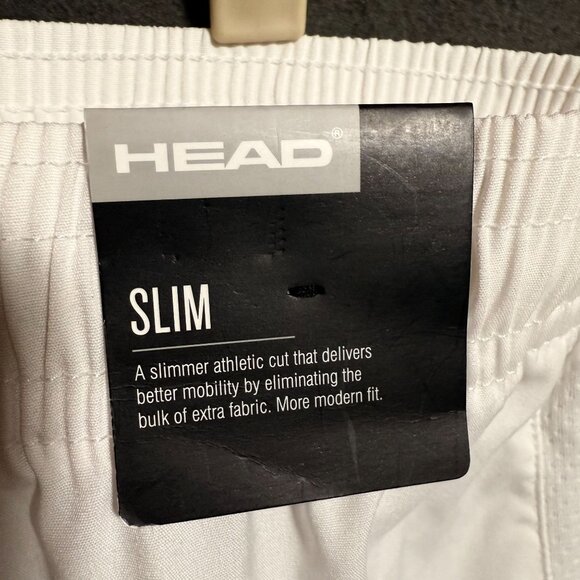 HEAD®
SLIM
A slimmer athletic cut that delivers
better mobility by eliminating the
bulk of extra fabric. More modern fit.